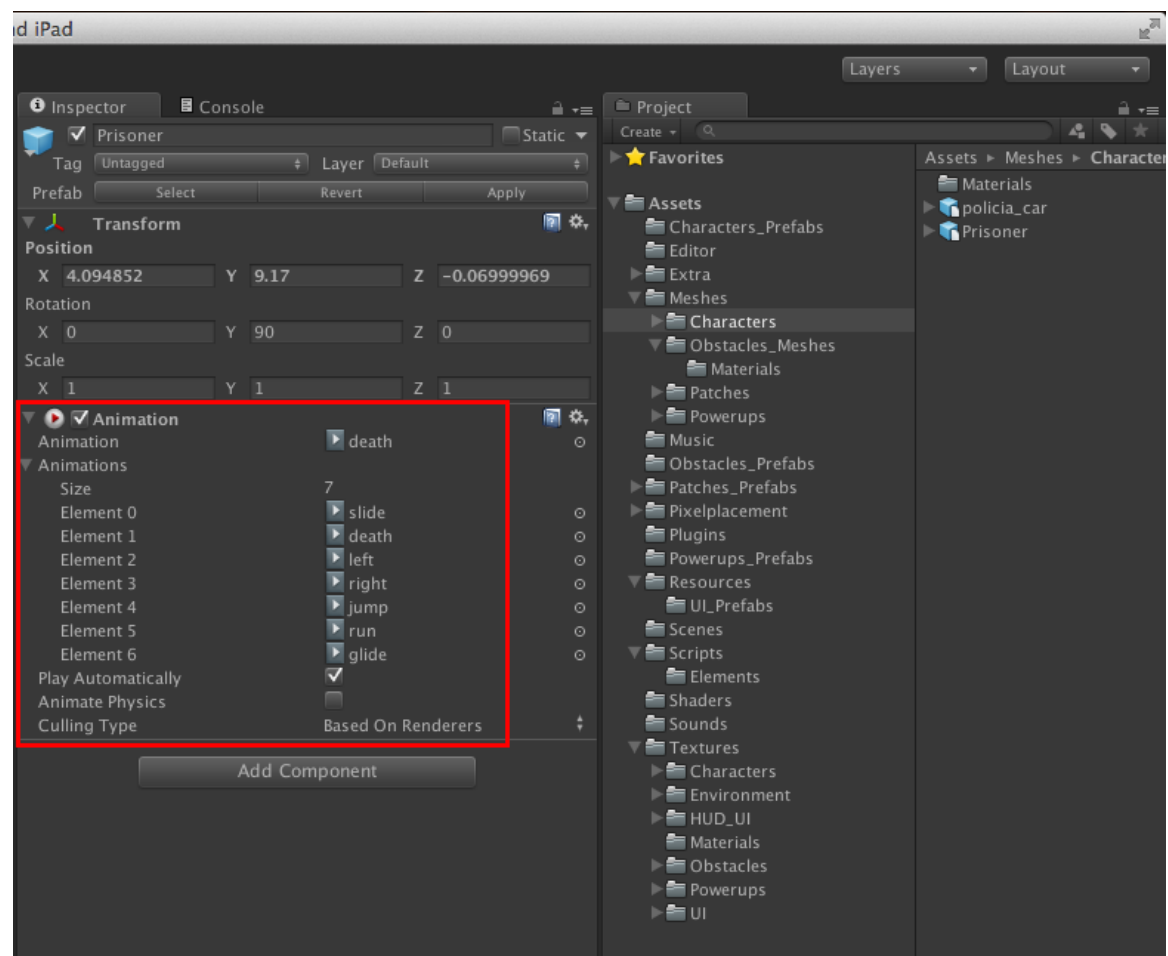 nd iPad
Layers
Layout
Inspector
Console
Prisoner
Static
Tag Untagged Layer Default
Prefab Select Revert Apply
Transform
Position
X 4.094852 Y 9.17 Z -0.06999969
Rotation
X 0 Y 90 Z 0
Scale
X 1 Y 1 Z 1
Animation
Animation death
Animations
Size 7
Element 0 slide
Element 1 death
Element 2 left
Element 3 right
Element 4 jump
Element 5 run
Element 6 glide
Play Automatically
Animate Physics
Culling Type Based On Renderers
Add Component
Project
Create
Favorites
Assets
Characters_Prefabs
Editor
Extra
Meshes
Characters
Obstacles_Meshes
Materials
Patches
Powerups
Music
Obstacles_Prefabs
Patches_Prefabs
Pixelplacement
Plugins
Powerups_Prefabs
Resources
UI_Prefabs
Scenes
Scripts
Elements
Shaders
Sounds
Textures
Characters
Environment
HUD_UI
Materials
Obstacles
Powerups
UI
Assets Meshes Character
Materials
policia_car
Prisoner